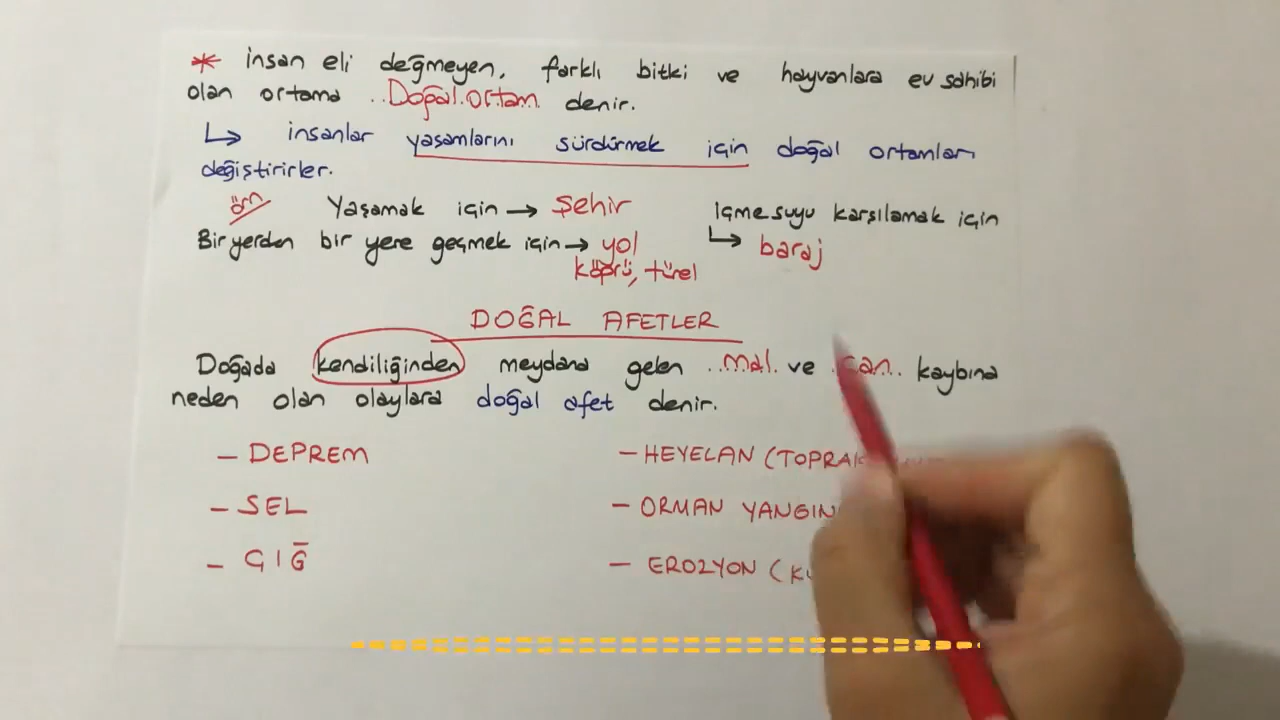 * İnsan eli değmeyen, farklı bitki ve hayvanlara ev sahibi
olan ortama ..Doğal.ortam. denir.
↳ insanlar yaşamlarını sürdürmek için doğal ortamları
değiştirirler.
örn Yaşamak için → Şehir
Bir yerden bir yere geçmek için → yol
köprü, tünel
İçme suyu karşılamak için
↳ baraj
DOĞAL AFETLER
Doğada kendiliğinden meydana gelen ..mal. ve .can.. kaybına
neden olan olaylara doğal afet denir.
- DEPREM
- SEL
- ÇIĞ
- HEYELAN (TOPRAK
- ORMAN
- EROZYON (